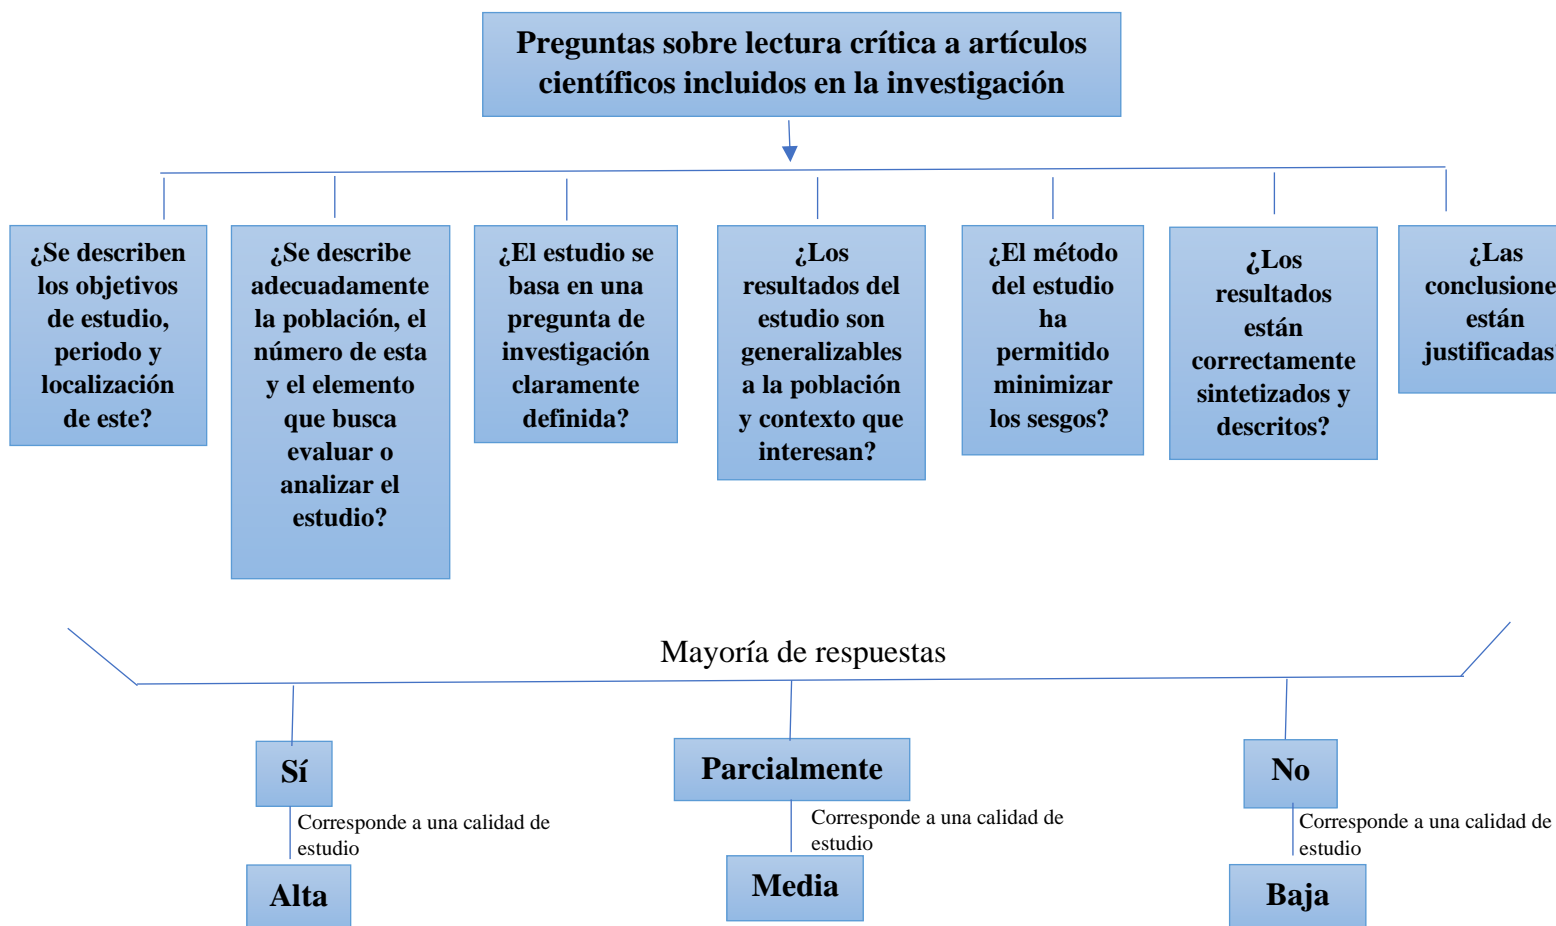 Preguntas sobre lectura crítica a artículos
científicos incluidos en la investigación
¿Se describen
los objetivos
de estudio,
periodo y
localización
de este?
¿Se describe
adecuadamente
la población, el
número de esta
y el elemento
que busca
evaluar o
analizar el
estudio?
¿El estudio se
basa en una
pregunta de
investigación
claramente
definida?
¿Los
resultados del
estudio son
generalizables
a la población
y contexto que
interesan?
¿El método
del estudio
ha
permitido
minimizar
los sesgos?
¿Los
resultados
están
correctamente
sintetizados y
descritos?
¿Las
conclusione
están
justificadas
Mayoría de respuestas
Sí
Parcialmente
No
Corresponde a una calidad de
estudio
Corresponde a una calidad de
estudio
Corresponde a una calidad de
estudio
Alta
Media
Baja